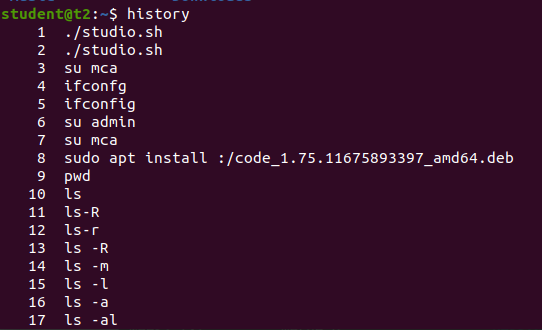 student@t2:~$ history
1 ./studio.sh
2 ./studio.sh
3 su mca
4 ifconfg
5 ifconfig
6 su admin
7 su mca
8 sudo apt install :/code_1.75.11675893397_amd64.deb
9 pwd
10 ls
11 ls-R
12 ls-r
13 ls -R
14 ls -m
15 ls -l
16 ls -a
17 ls -al